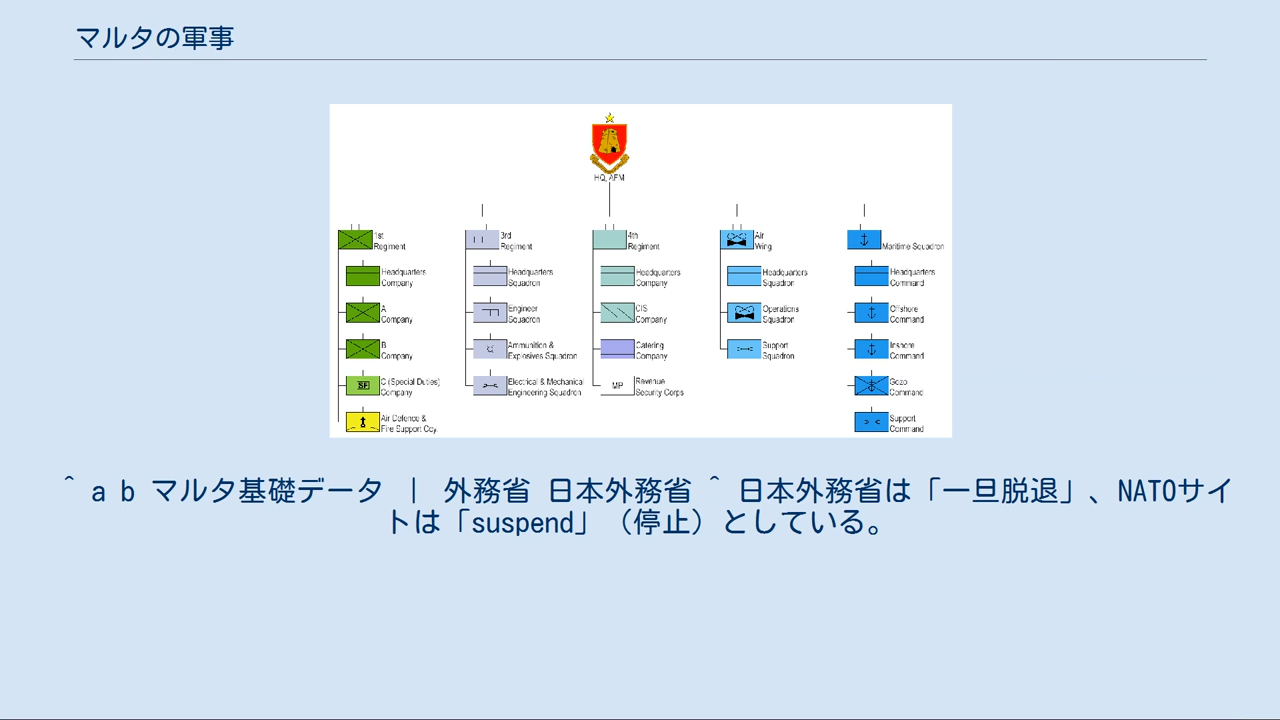 マルタの軍事
HQ, AFM
1st
Regiment
Headquarters
Company
A
Company
B
Company
SF
C (Special Duties)
Company
Air Defence &
Fire Support Coy.
3rd
Regiment
Headquarters
Squadron
Engineer
Squadron
Ammunition &
Explosives Squadron
Electrical & Mechanical
Engineering Squadron
4th
Regiment
Headquarters
Company
CIS
Company
Catering
Company
MP
Revenue
Security Corps
Air
Wing
Headquarters
Squadron
Operations
Squadron
Support
Squadron
Maritime Squadron
Headquarters
Command
Offshore
Command
Inshore
Command
Gozo
Command
Support
Command
^ a b マルタ基礎データ | 外務省 日本外務省 ^ 日本外務省は「一旦脱退」、NATOサイ
トは「suspend」（停止）としている。